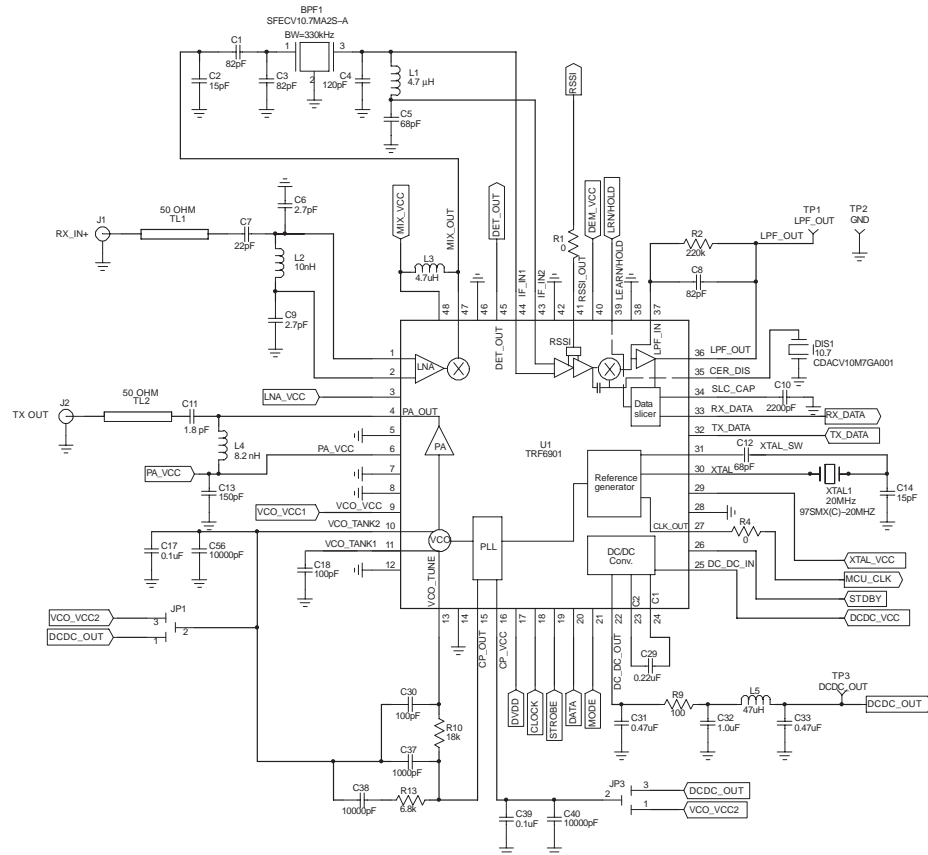 BPF1
SFECV10.7MA2S–A
BW=330kHz
C1
82pF
1
3
2
C2
15pF
C3
82pF
C4
120pF
L1
4.7 µH
C5
68pF
RSSI
C6
2.7pF
J1
RX_IN+
50 OHM
TL1
C7
22pF
L2
10nH
C9
2.7pF
MIX_VCC
MIX_OUT
L3
4.7uH
DET_OUT
IF_IN1
IF_IN2
R1
0
RSSI_OUT
DEM_VCC
LRN/HOLD
LEARN/HOLD
R2
220k
C8
82pF
LPF_OUT
TP1
LPF_OUT
TP2
GND
48
47
46
45
44
43
42
41
40
39
38
37
DET_OUT
RSSI
LPF_IN
1
2
LNA
LNA_VCC
3
36
LPF_OUT
35
CER_DIS
DIS1
10.7
CDACV10M7GA001
34
SLC_CAP
C10
2200pF
Data
slicer
33
RX_DATA
RX_DATA
32
TX_DATA
TX_DATA
J2
TX OUT
50 OHM
TL2
C11
1.8 pF
4
PA_OUT
5
L4
8.2 nH
PA_VCC
PA_VCC
6
PA
C13
150pF
7
8
U1
TRF6901
31
C12
68pF
XTAL_SW
30
XTAL
XTAL1
20MHz
97SMX(C)–20MHZ
C14
15pF
Reference
generator
29
28
VCO_VCC1
VCO_VCC
9
VCO_TANK2
10
VCO
PLL
CLK_OUT
27
R4
0
VCO_TANK1
11
12
C17
0.1uF
C56
10000pF
C18
100pF
DC/DC
Conv.
26
DC_DC_IN
25
XTAL_VCC
MCU_CLK
STDBY
DCDC_VCC
VCO_TUNE
13
14
15
16
17
18
19
20
21
22
23
24
CP_OUT
CP_VCC
DC_DC_OUT
C2
C1
VCO_VCC2
3
JP1
2
DCDC_OUT
1
DVDD
CLOCK
STROBE
DATA
MODE
C29
0.22uF
C30
100pF
R10
18k
C37
1000pF
C38
10000pF
R13
6.8k
C31
0.47uF
R9
100
C32
1.0uF
L5
47uH
C33
0.47uF
TP3
DCDC_OUT
DCDC_OUT
C39
0.1uF
C40
10000pF
JP3
2
3
DCDC_OUT
1
VCO_VCC2